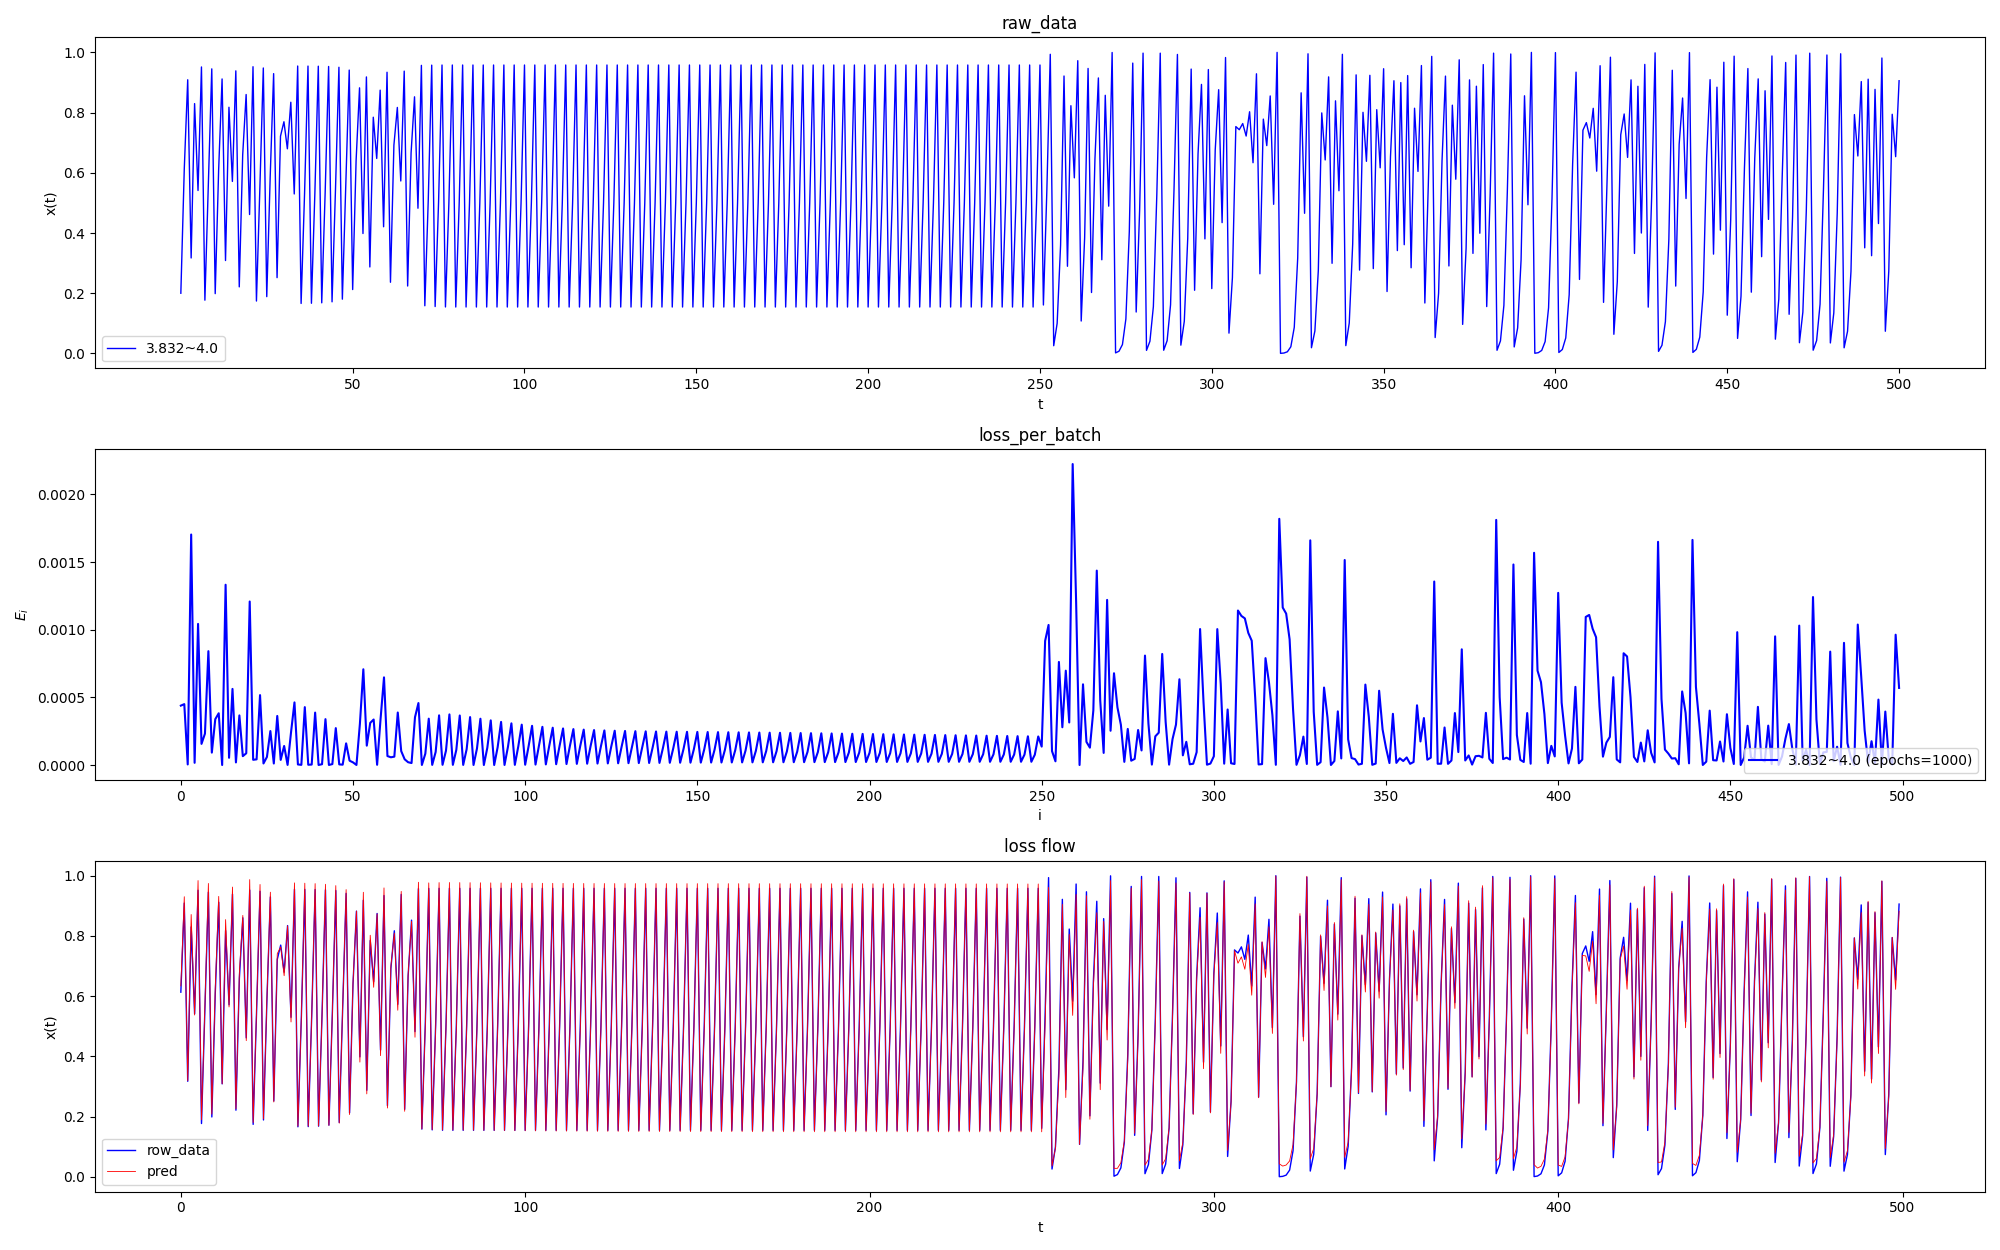 raw_data
1.0
0.8
0.6
0.4
0.2
0.0
x(t)
3.832~4.0
50 100 150 200 250 300 350 400 450 500
t
loss_per_batch
0.0020
0.0015
0.0010
0.0005
0.0000
E_i
3.832~4.0 (epochs=1000)
0 50 100 150 200 250 300 350 400 450 500
i
loss flow
1.0
0.8
0.6
0.4
0.2
0.0
x(t)
row_data
pred
0 100 200 300 400 500
t